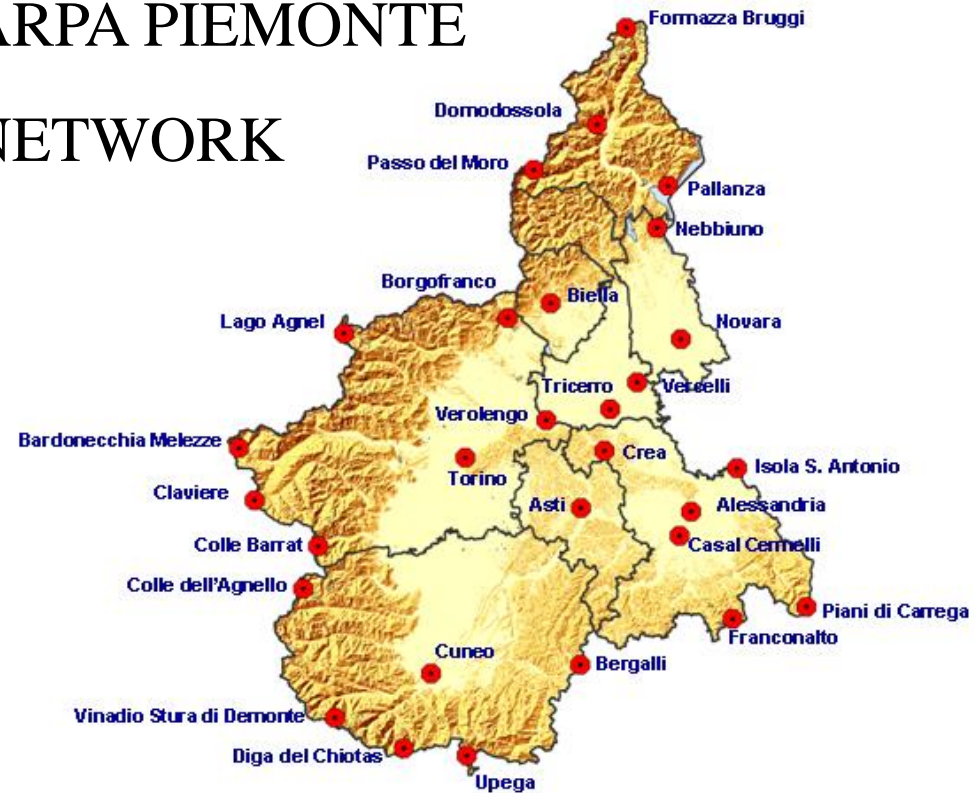 ARPA PIEMONTE
NETWORK
Formazza Bruggi
Domodossola
Passo del Moro
Pallanza
Nebbiuno
Borgofranco
Biella
Lago Agnel
Novara
Tricerro
Vercelli
Verolengo
Bardonecchia Melezze
Crea
Isola S. Antonio
Torino
Claviere
Asti
Alessandria
Colle Barrat
Casal Cermelli
Colle dell'Agnello
Piani di Carrega
Franconalto
Cuneo
Bergalli
Vinadio Stura di Demonte
Diga del Chiotas
Upega